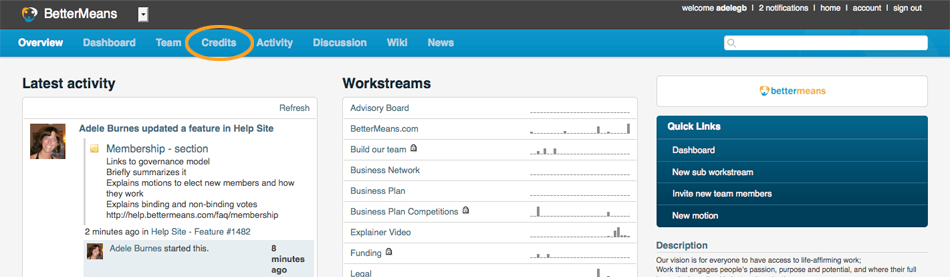 BetterMeans
welcome adelegb | 2 notifications | home | account | sign out
Overview Dashboard Team Credits Activity Discussion Wiki News
Latest activity
Refresh
Adele Burnes updated a feature in Help Site
Membership - section
Links to governance model
Briefly summarizes it
Explains motions to elect new members and how
they work
Explains binding and non-binding votes
http://help.bettermeans.com/faq/membership
2 minutes ago in Help Site - Feature #1482
Adele Burnes started this.
8
minutes
ago
Workstreams
Advisory Board
BetterMeans.com
Build our team
Business Network
Business Plan
Business Plan Competitions
Explainer Video
Funding
Legal
bettermeans
Quick Links
Dashboard
New sub workstream
Invite new team members
New motion
Description
Our vision is for everyone to have access to life-affirming work;
Work that engages people's passion, purpose and potential, and where their full